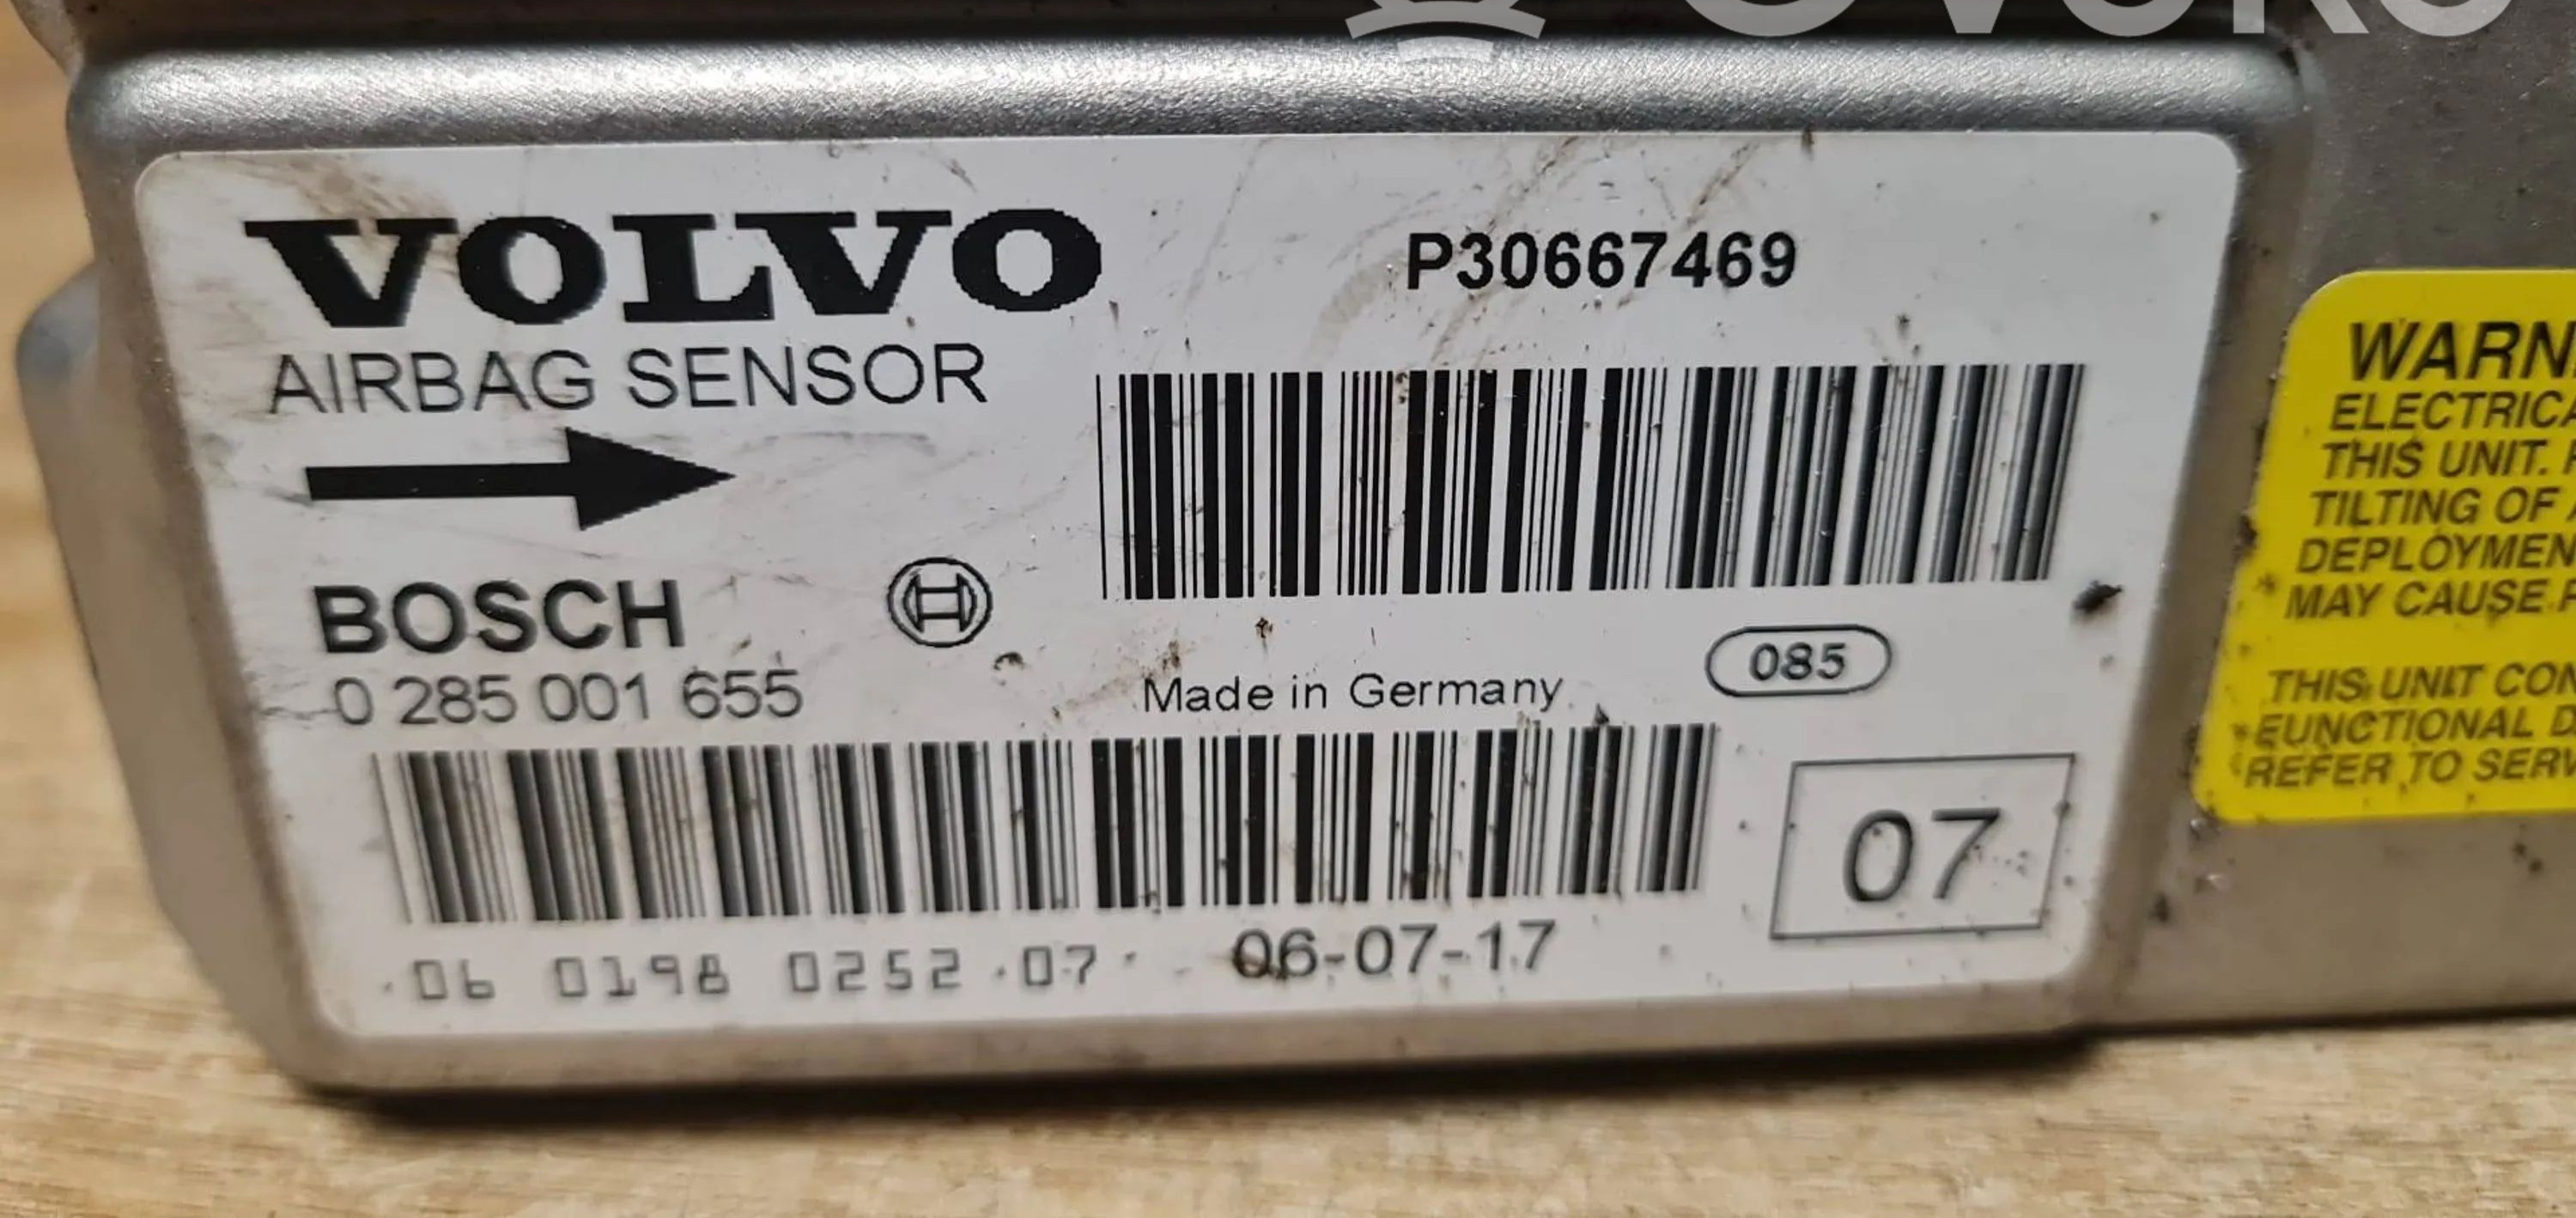 VOLVO
P30667469
AIRBAG SENSOR
BOSCH
0 285 001 655
Made in Germany
085
07
06 0198 0252 07
06-07-17
ELECTRICA
THIS UNIT.
TILTING OF
DEPLOYMEN
MAY CAUSE
THIS UNIT CON
FUNCTIONAL D
REFER TO SERV